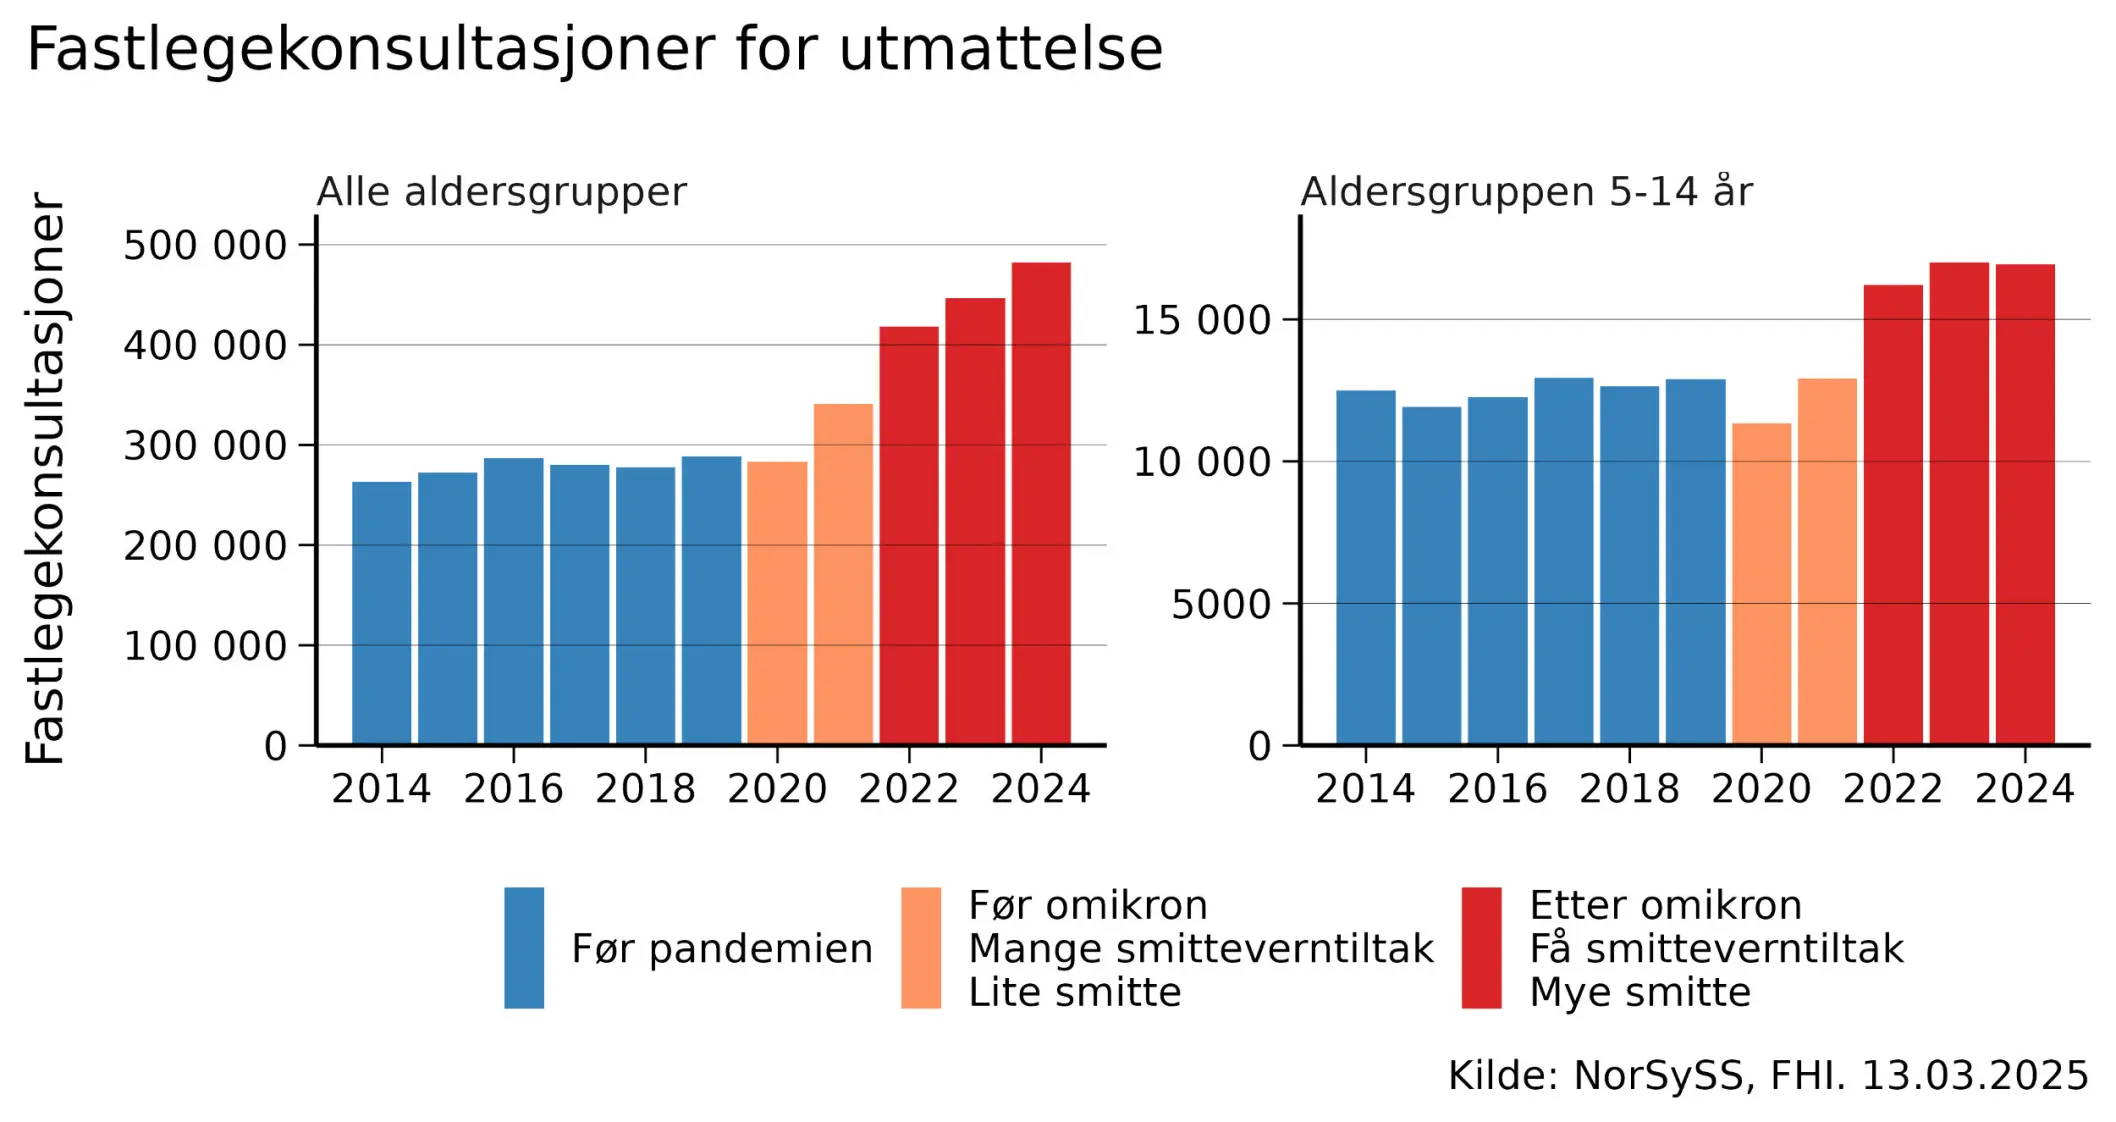 Fastlegekonsultasjoner for utmattelse
Fastlegekonsultasjoner
Alle aldersgrupper
500 000
400 000
300 000
200 000
100 000
0
2014 2016 2018 2020 2022 2024
Aldersgruppen 5-14 år
15 000
10 000
5000
0
2014 2016 2018 2020 2022 2024
Før pandemien
Før omikron
Mange smitteverntiltak
Lite smitte
Etter omikron
Få smitteverntiltak
Mye smitte
Kilde: NorSySS, FHI. 13.03.2025